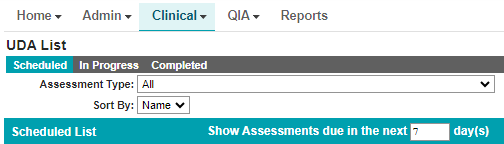 Home Admin Clinical QIA Reports
UDA List
Scheduled In Progress Completed
Assessment Type: All
Sort By: Name
Scheduled List Show Assessments due in the next 7 day(s)